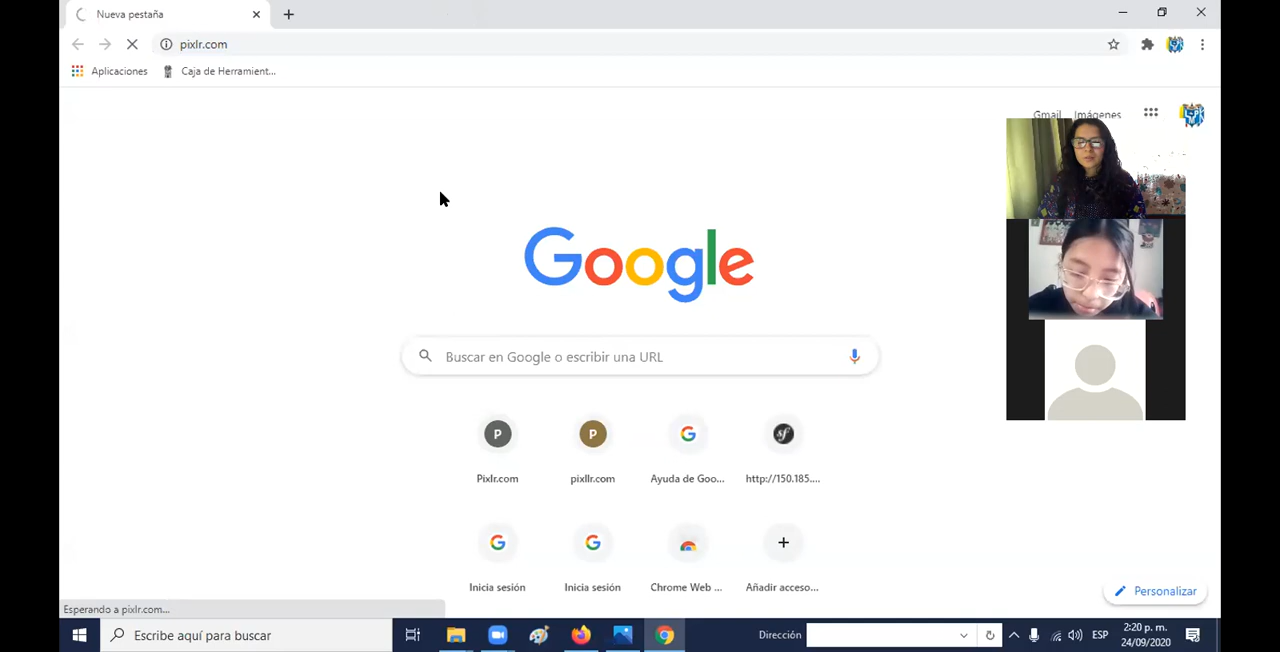 Nueva pestaña
pixlr.com
Aplicaciones
Caja de Herramient...
Gmail Imágenes
Google
Buscar en Google o escribir una URL
P P G sf
Pixlr.com pixllr.com Ayuda de Goo... http://150.185....
Inicia sesión Inicia sesión Chrome Web ... Añadir acceso...
Personalizar
Esperando a pixlr.com...
Escribe aquí para buscar
Dirección
ESP
2:20 p. m.
24/09/2020